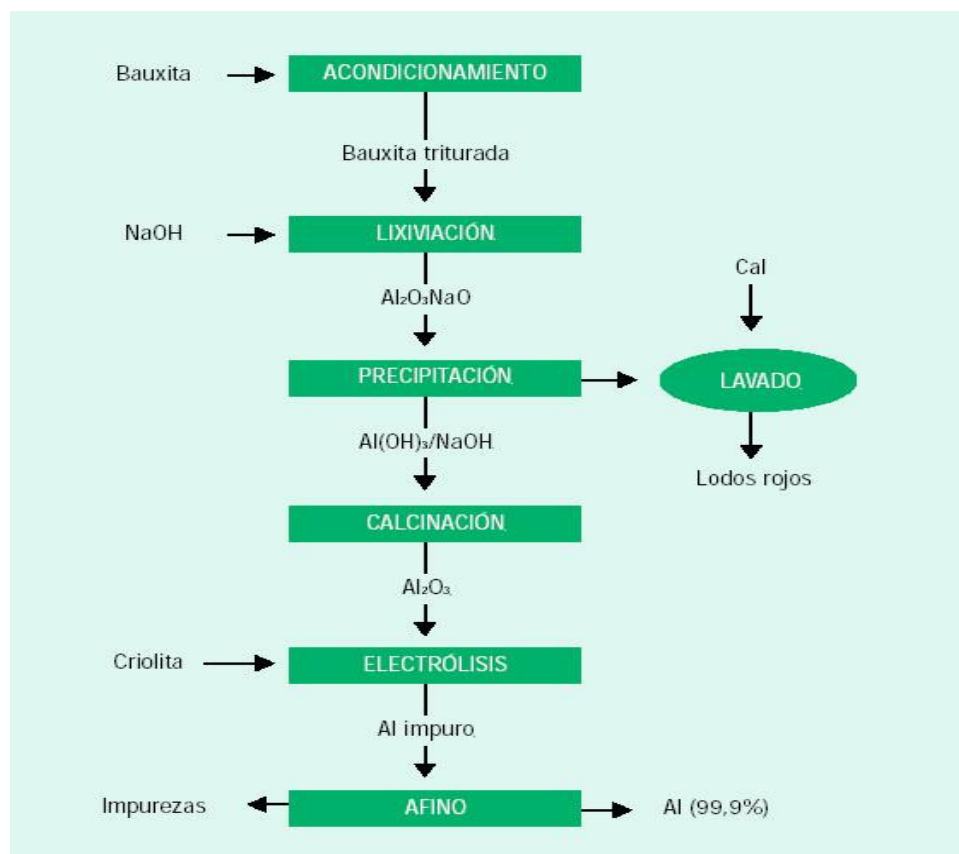 Bauxita
ACONDICIONAMIENTO
Bauxita triturada
NaOH
LIXIVIACIÓN
Al₂O₃NaO
Cal
PRECIPITACIÓN
LAVADO
Al(OH)₃/NaOH
Lodos rojos
CALCINACIÓN
Al₂O₃
Criolita
ELECTRÓLISIS
Al impuro
Impurezas
AFINO
Al (99,9%)